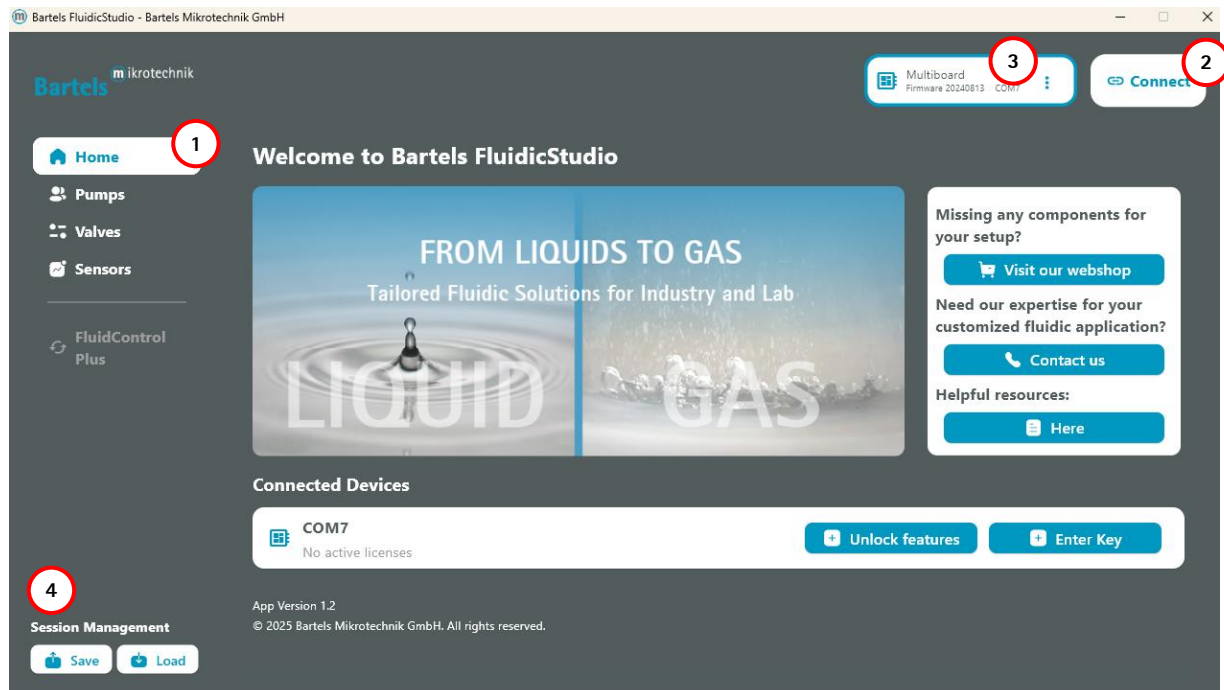 Bartels FluidicStudio - Bartels Mikrotechnik GmbH
Bartels mikrotechnik
3
2
Multiboard
Firmware 20240813 COM7
Connect
1
Home
Pumps
Valves
Sensors
FluidControl
Plus
Welcome to Bartels FluidicStudio
FROM LIQUIDS TO GAS
Tailored Fluidic Solutions for Industry and Lab
LIQUID GAS
Missing any components for
your setup?
Visit our webshop
Need our expertise for your
customized fluidic application?
Contact us
Helpful resources:
Here
Connected Devices
COM7
No active licenses
Unlock features
Enter Key
App Version 1.2
© 2025 Bartels Mikrotechnik GmbH. All rights reserved.
4
Session Management
Save Load